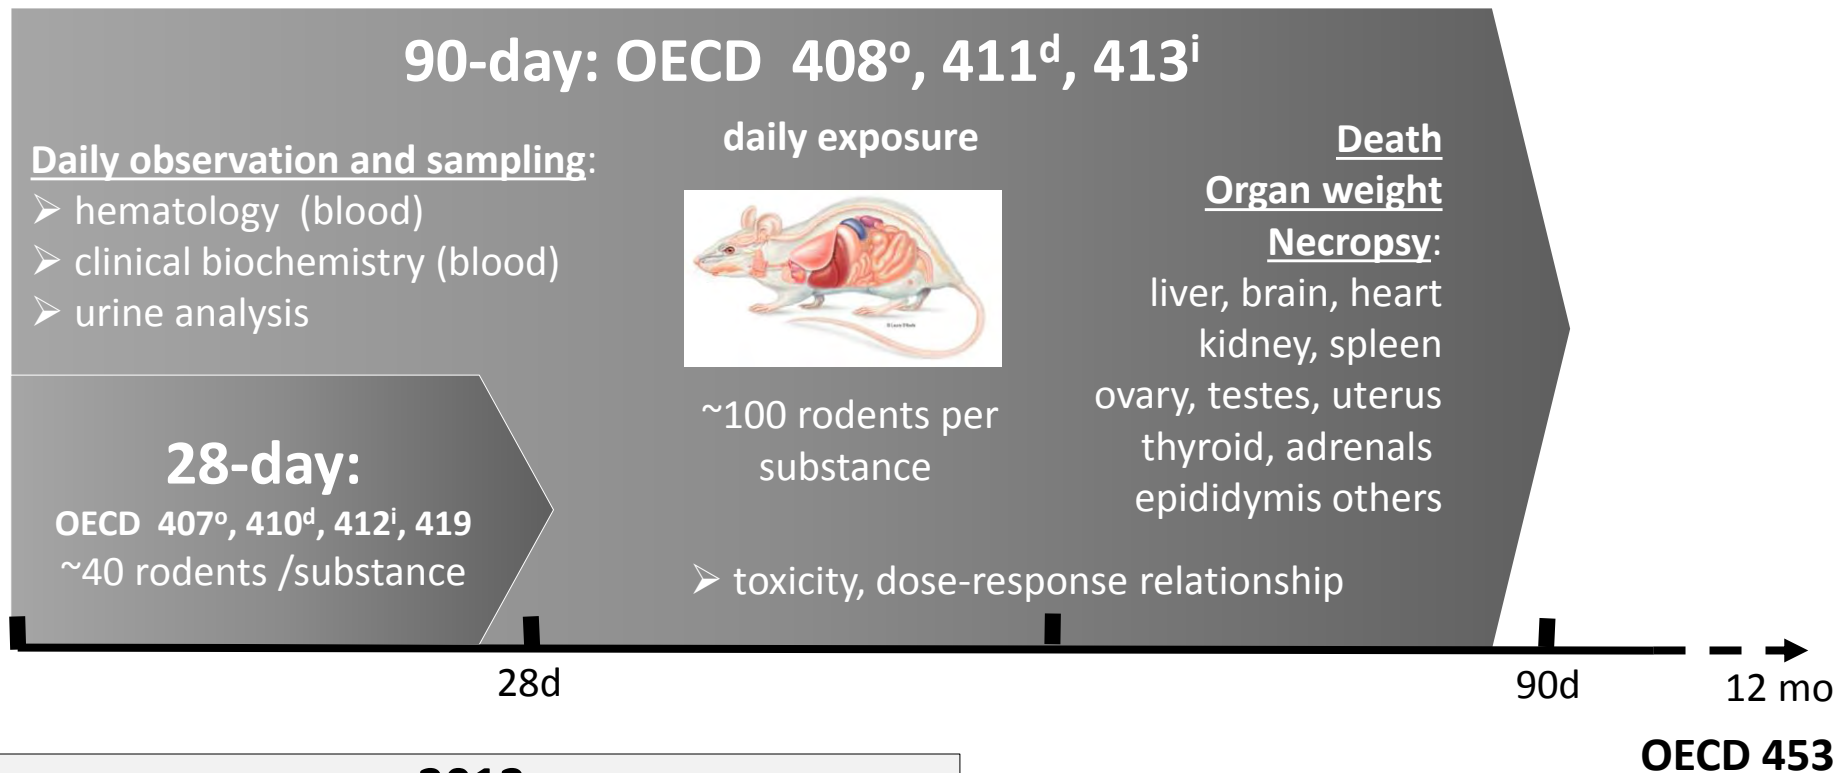 90-day: OECD 408ᵒ, 411ᵈ, 413ⁱ
Daily observation and sampling:
➢ hematology (blood)
➢ clinical biochemistry (blood)
➢ urine analysis
daily exposure
~100 rodents per
substance
Death
Organ weight
Necropsy:
liver, brain, heart
kidney, spleen
ovary, testes, uterus
thyroid, adrenals
epididymis others
28-day:
OECD 407ᵒ, 410ᵈ, 412ⁱ, 419
~40 rodents /substance
➢ toxicity, dose-response relationship
28d
90d
12 mo
OECD 453